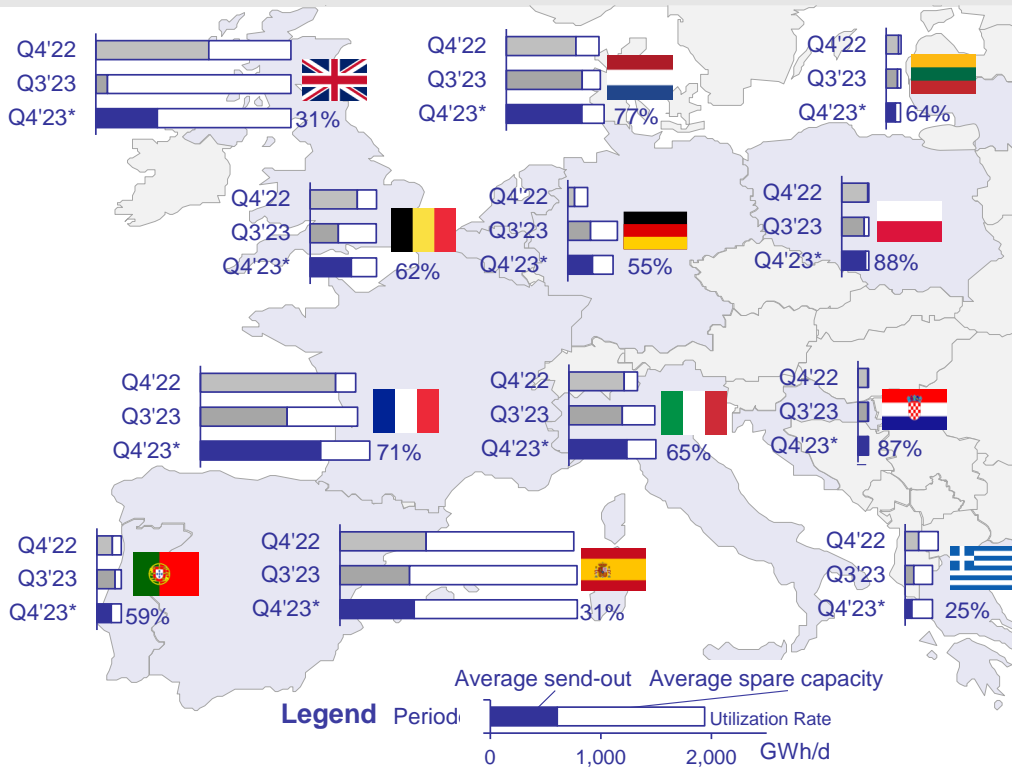 Q4'22
Q3'23
Q4'23*
31%
Q4'22
Q3'23
Q4'23*
77%
Q4'22
Q3'23
Q4'23*
64%
Q4'22
Q3'23
Q4'23*
62%
Q4'22
Q3'23
Q4'23*
55%
Q4'22
Q3'23
Q4'23*
88%
Q4'22
Q3'23
Q4'23*
71%
Q4'22
Q3'23
Q4'23*
65%
Q4'22
Q3'23
Q4'23*
87%
Q4'22
Q3'23
Q4'23*
59%
Q4'22
Q3'23
Q4'23*
31%
Q4'22
Q3'23
Q4'23*
25%
Average send-out Average spare capacity
Legend Period Utilization Rate
0 1,000 2,000 GWh/d